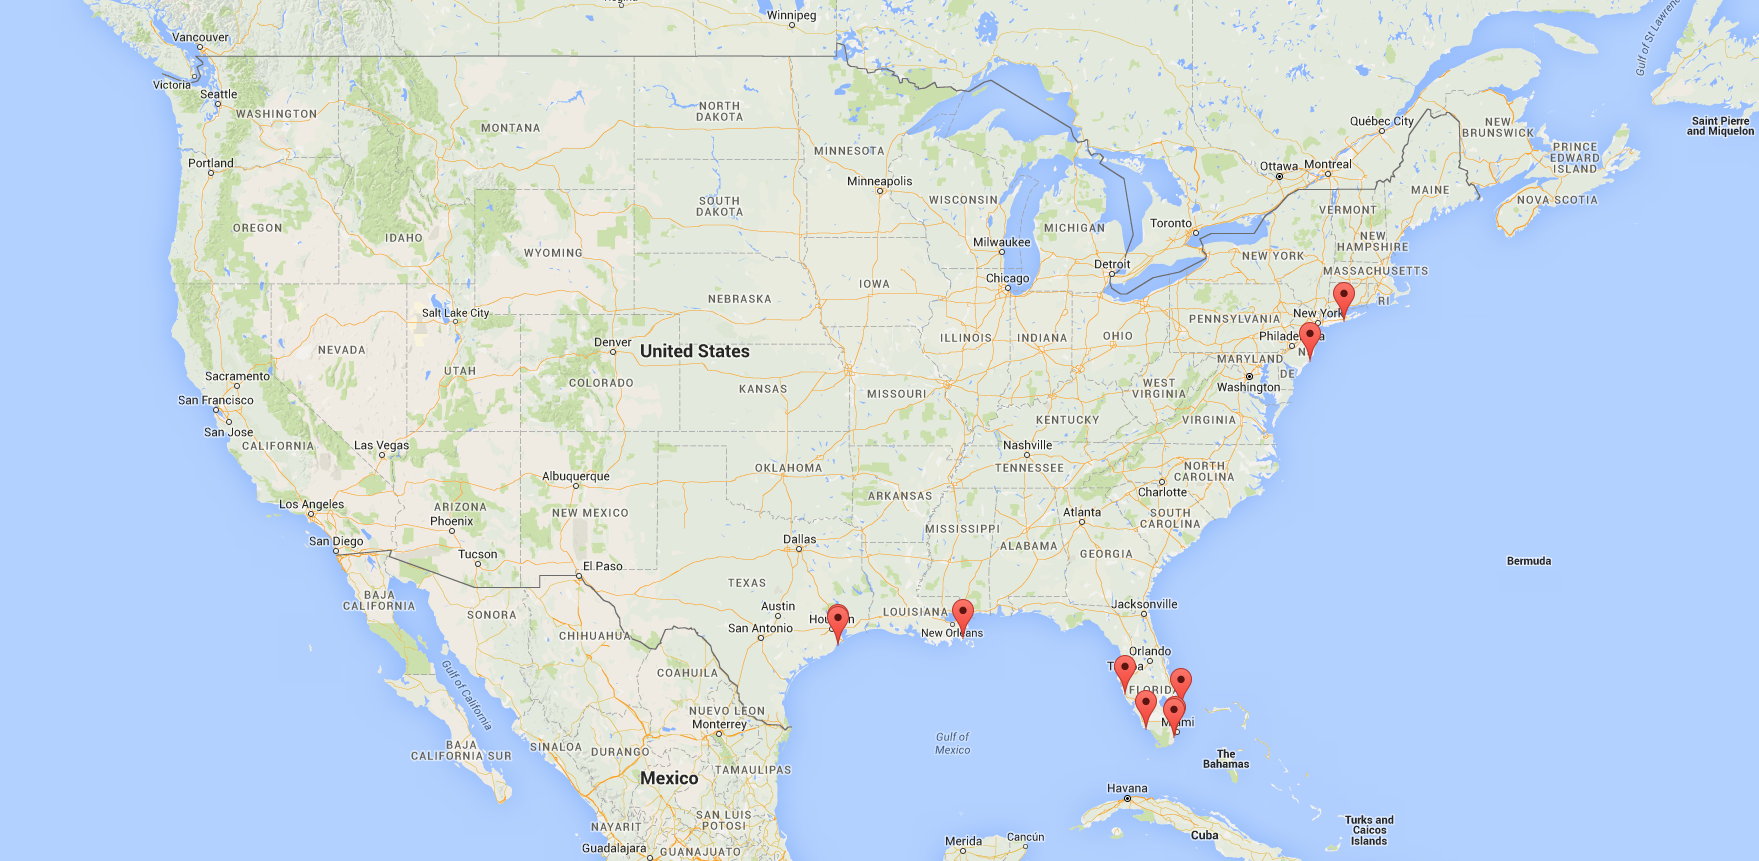 Regina
Winnipeg
Vancouver
Victoria
Seattle
WASHINGTON
MONTANA
NORTH
DAKOTA
MINNESOTA
Québec City
NEW
BRUNSWICK
Gulf of St Lawrence
Saint Pierre
and Miquelon
PRINCE
EDWARD
ISLAND
Portland
Minneapolis
Ottawa
Montreal
MAINE
NOVA SCOTIA
OREGON
IDAHO
SOUTH
DAKOTA
WISCONSIN
MICHIGAN
Toronto
VERMONT
NEW
HAMPSHIRE
WYOMING
Milwaukee
Detroit
NEW YORK
MASSACHUSETTS
RI
Salt Lake City
NEBRASKA
IOWA
Chicago
PENNSYLVANIA
New York
NEVADA
UTAH
Denver
United States
ILLINOIS
INDIANA
OHIO
MARYLAND
DE
Washington
Sacramento
San Francisco
San Jose
CALIFORNIA
COLORADO
KANSAS
MISSOURI
WEST
VIRGINIA
KENTUCKY
VIRGINIA
Las Vegas
Nashville
TENNESSEE
NORTH
CAROLINA
Charlotte
Los Angeles
ARIZONA
Phoenix
Albuquerque
NEW MEXICO
OKLAHOMA
ARKANSAS
Atlanta
SOUTH
CAROLINA
San Diego
Tucson
El Paso
Dallas
MISSISSIPPI
ALABAMA
GEORGIA
Bermuda
BAJA
CALIFORNIA
SONORA
CHIHUAHUA
TEXAS
Austin
San Antonio
LOUISIANA
New Orleans
Jacksonville
Orlando
FLORIDA
Gulf of California
COAHUILA
NUEVO LEON
Monterrey
Gulf of
Mexico
The
Bahamas
BAJA
CALIFORNIA SUR
SINALOA
DURANGO
Mexico
TAMAULIPAS
Havana
SAN LUIS
POTOSI
NAYARIT
Guadalajara
GUANAJUATO
Merida
Cancún
Cuba
Turks and
Caicos
Islands